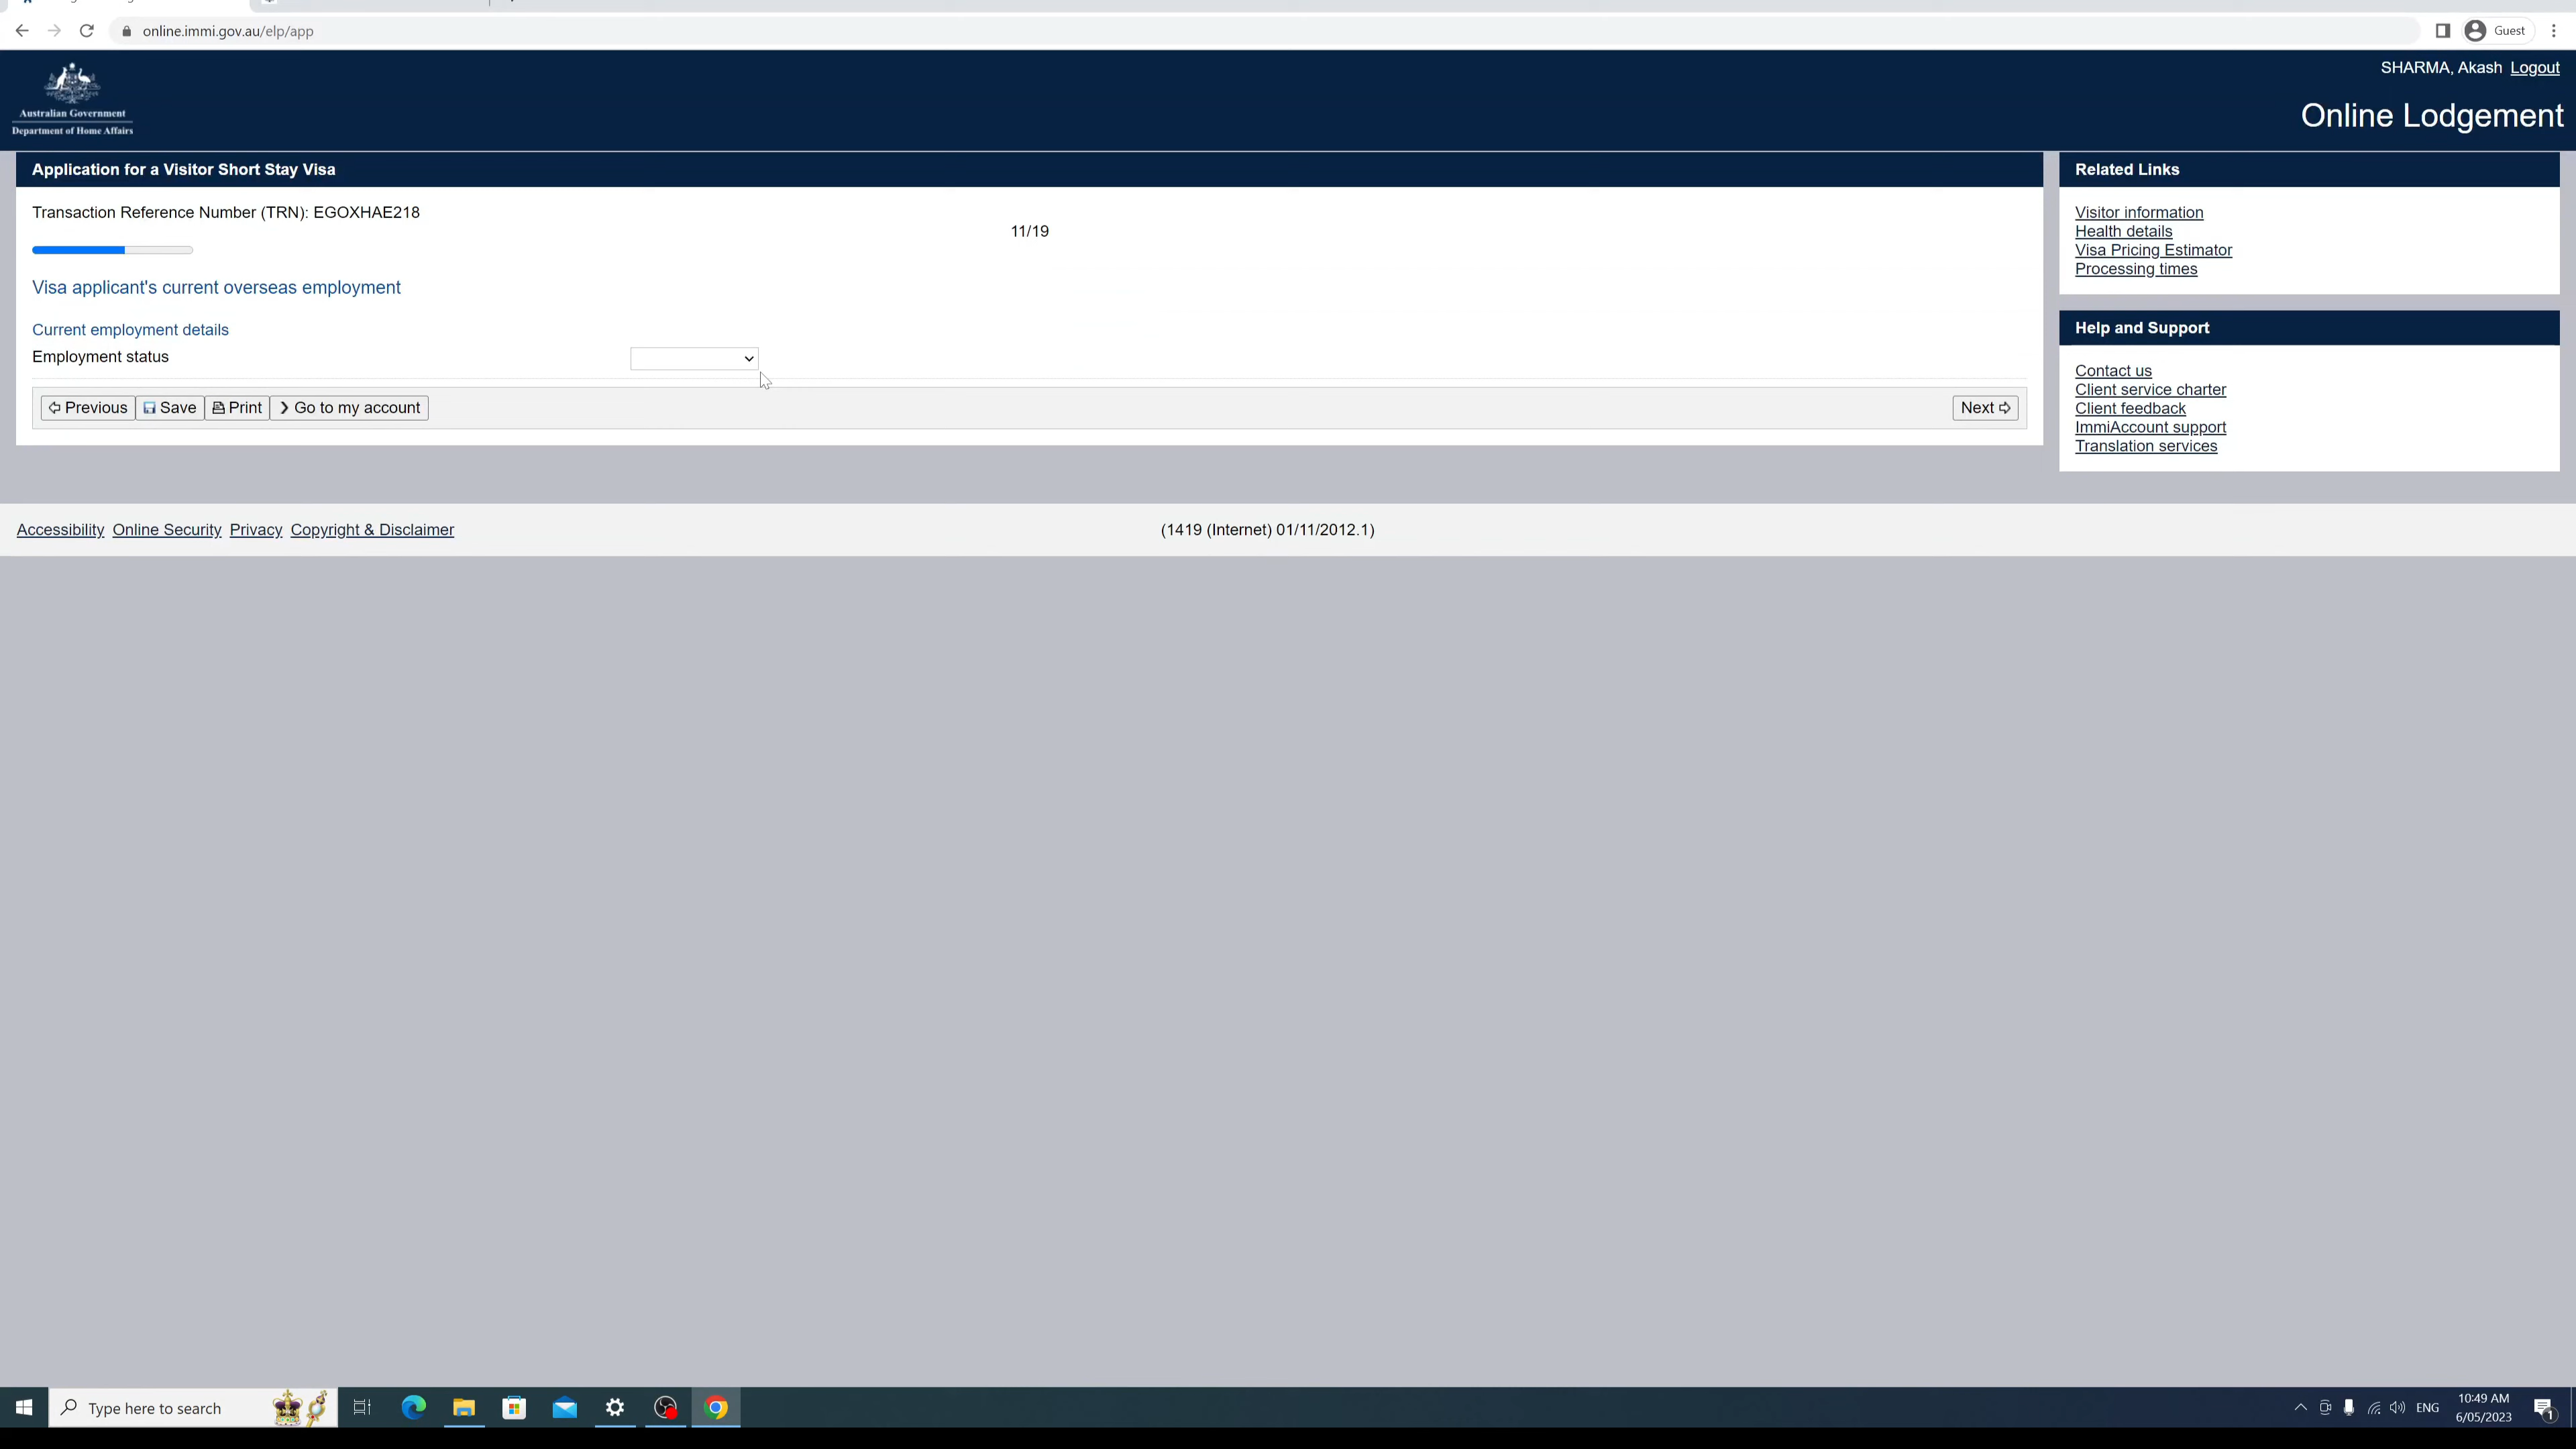 online.immi.gov.au/elp/app
Guest
Australian Government
Department of Home Affairs
SHARMA, Akash Logout
Online Lodgement
Application for a Visitor Short Stay Visa
Transaction Reference Number (TRN): EGOXHAE218
11/19
Visa applicant's current overseas employment
Current employment details
Employment status
Previous Save Print Go to my account Next
Related Links
Visitor information
Health details
Visa Pricing Estimator
Processing times
Help and Support
Contact us
Client service charter
Client feedback
ImmiAccount support
Translation services
Accessibility Online Security Privacy Copyright & Disclaimer (1419 (Internet) 01/11/2012.1)
Type here to search
ENG
10:49 AM
6/05/2023
1